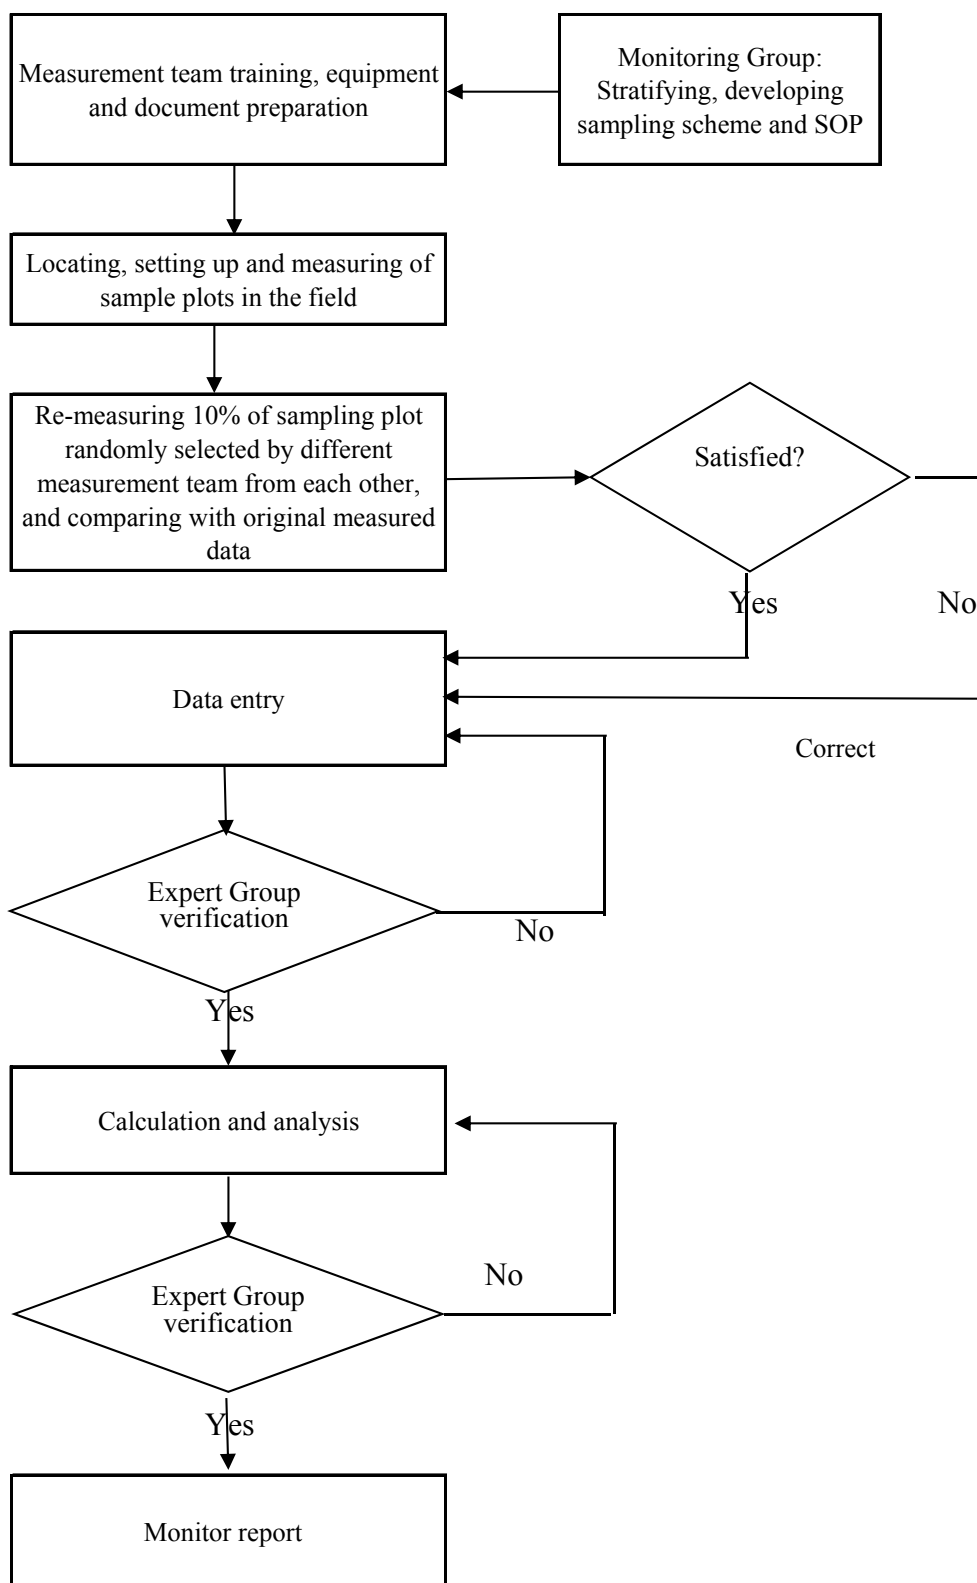 Measurement team training, equipment
and document preparation
Monitoring Group:
Stratifying, developing
sampling scheme and SOP
Locating, setting up and measuring of
sample plots in the field
Re-measuring 10% of sampling plot
randomly selected by different
measurement team from each other,
and comparing with original measured
data
Satisfied?
Yes
No
Data entry
Correct
Expert Group
verification
No
Yes
Calculation and analysis
Expert Group
verification
No
Yes
Monitor report